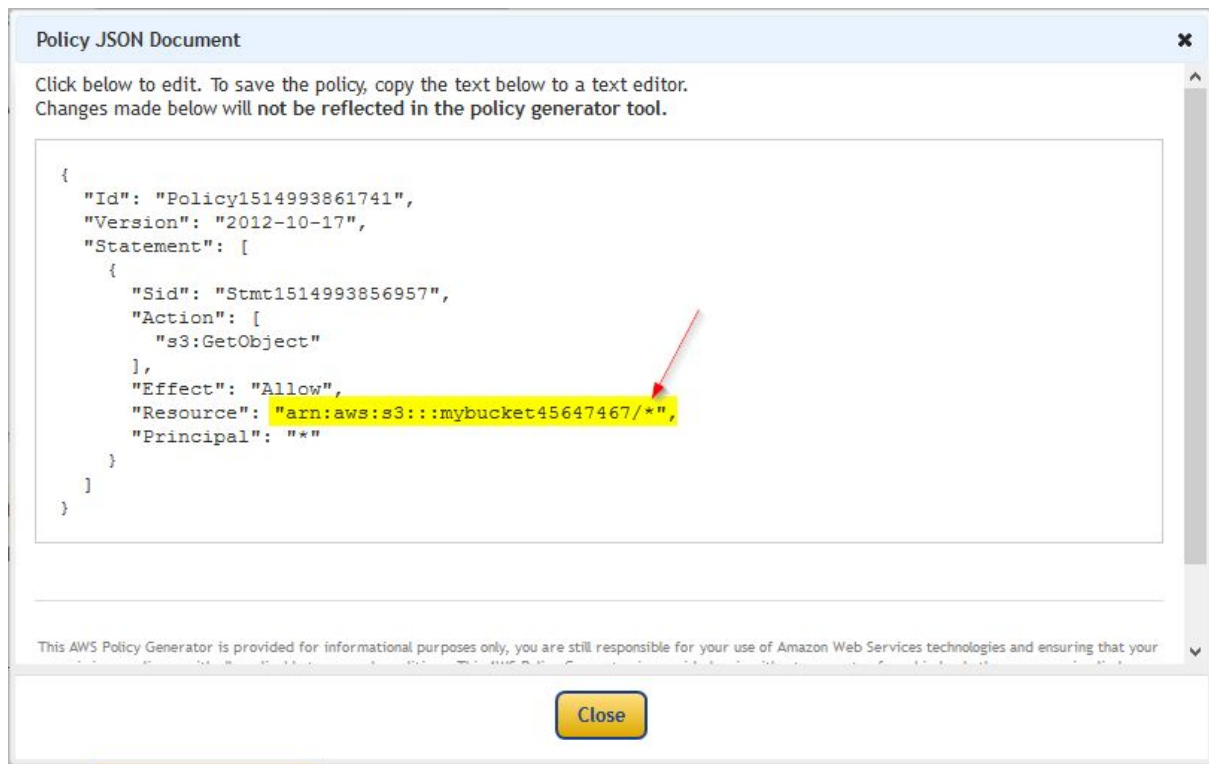 Policy JSON Document
Click below to edit. To save the policy, copy the text below to a text editor.
Changes made below will not be reflected in the policy generator tool.
{
"Id": "Policy1514993861741",
"Version": "2012-10-17",
"Statement": [
{
"Sid": "Stmt1514993856957",
"Action": [
"s3:GetObject"
],
"Effect": "Allow",
"Resource": "arn:aws:s3:::mybucket45647467/*",
"Principal": "*"
}
]
}
This AWS Policy Generator is provided for informational purposes only, you are still responsible for your use of Amazon Web Services technologies and ensuring that your
Close